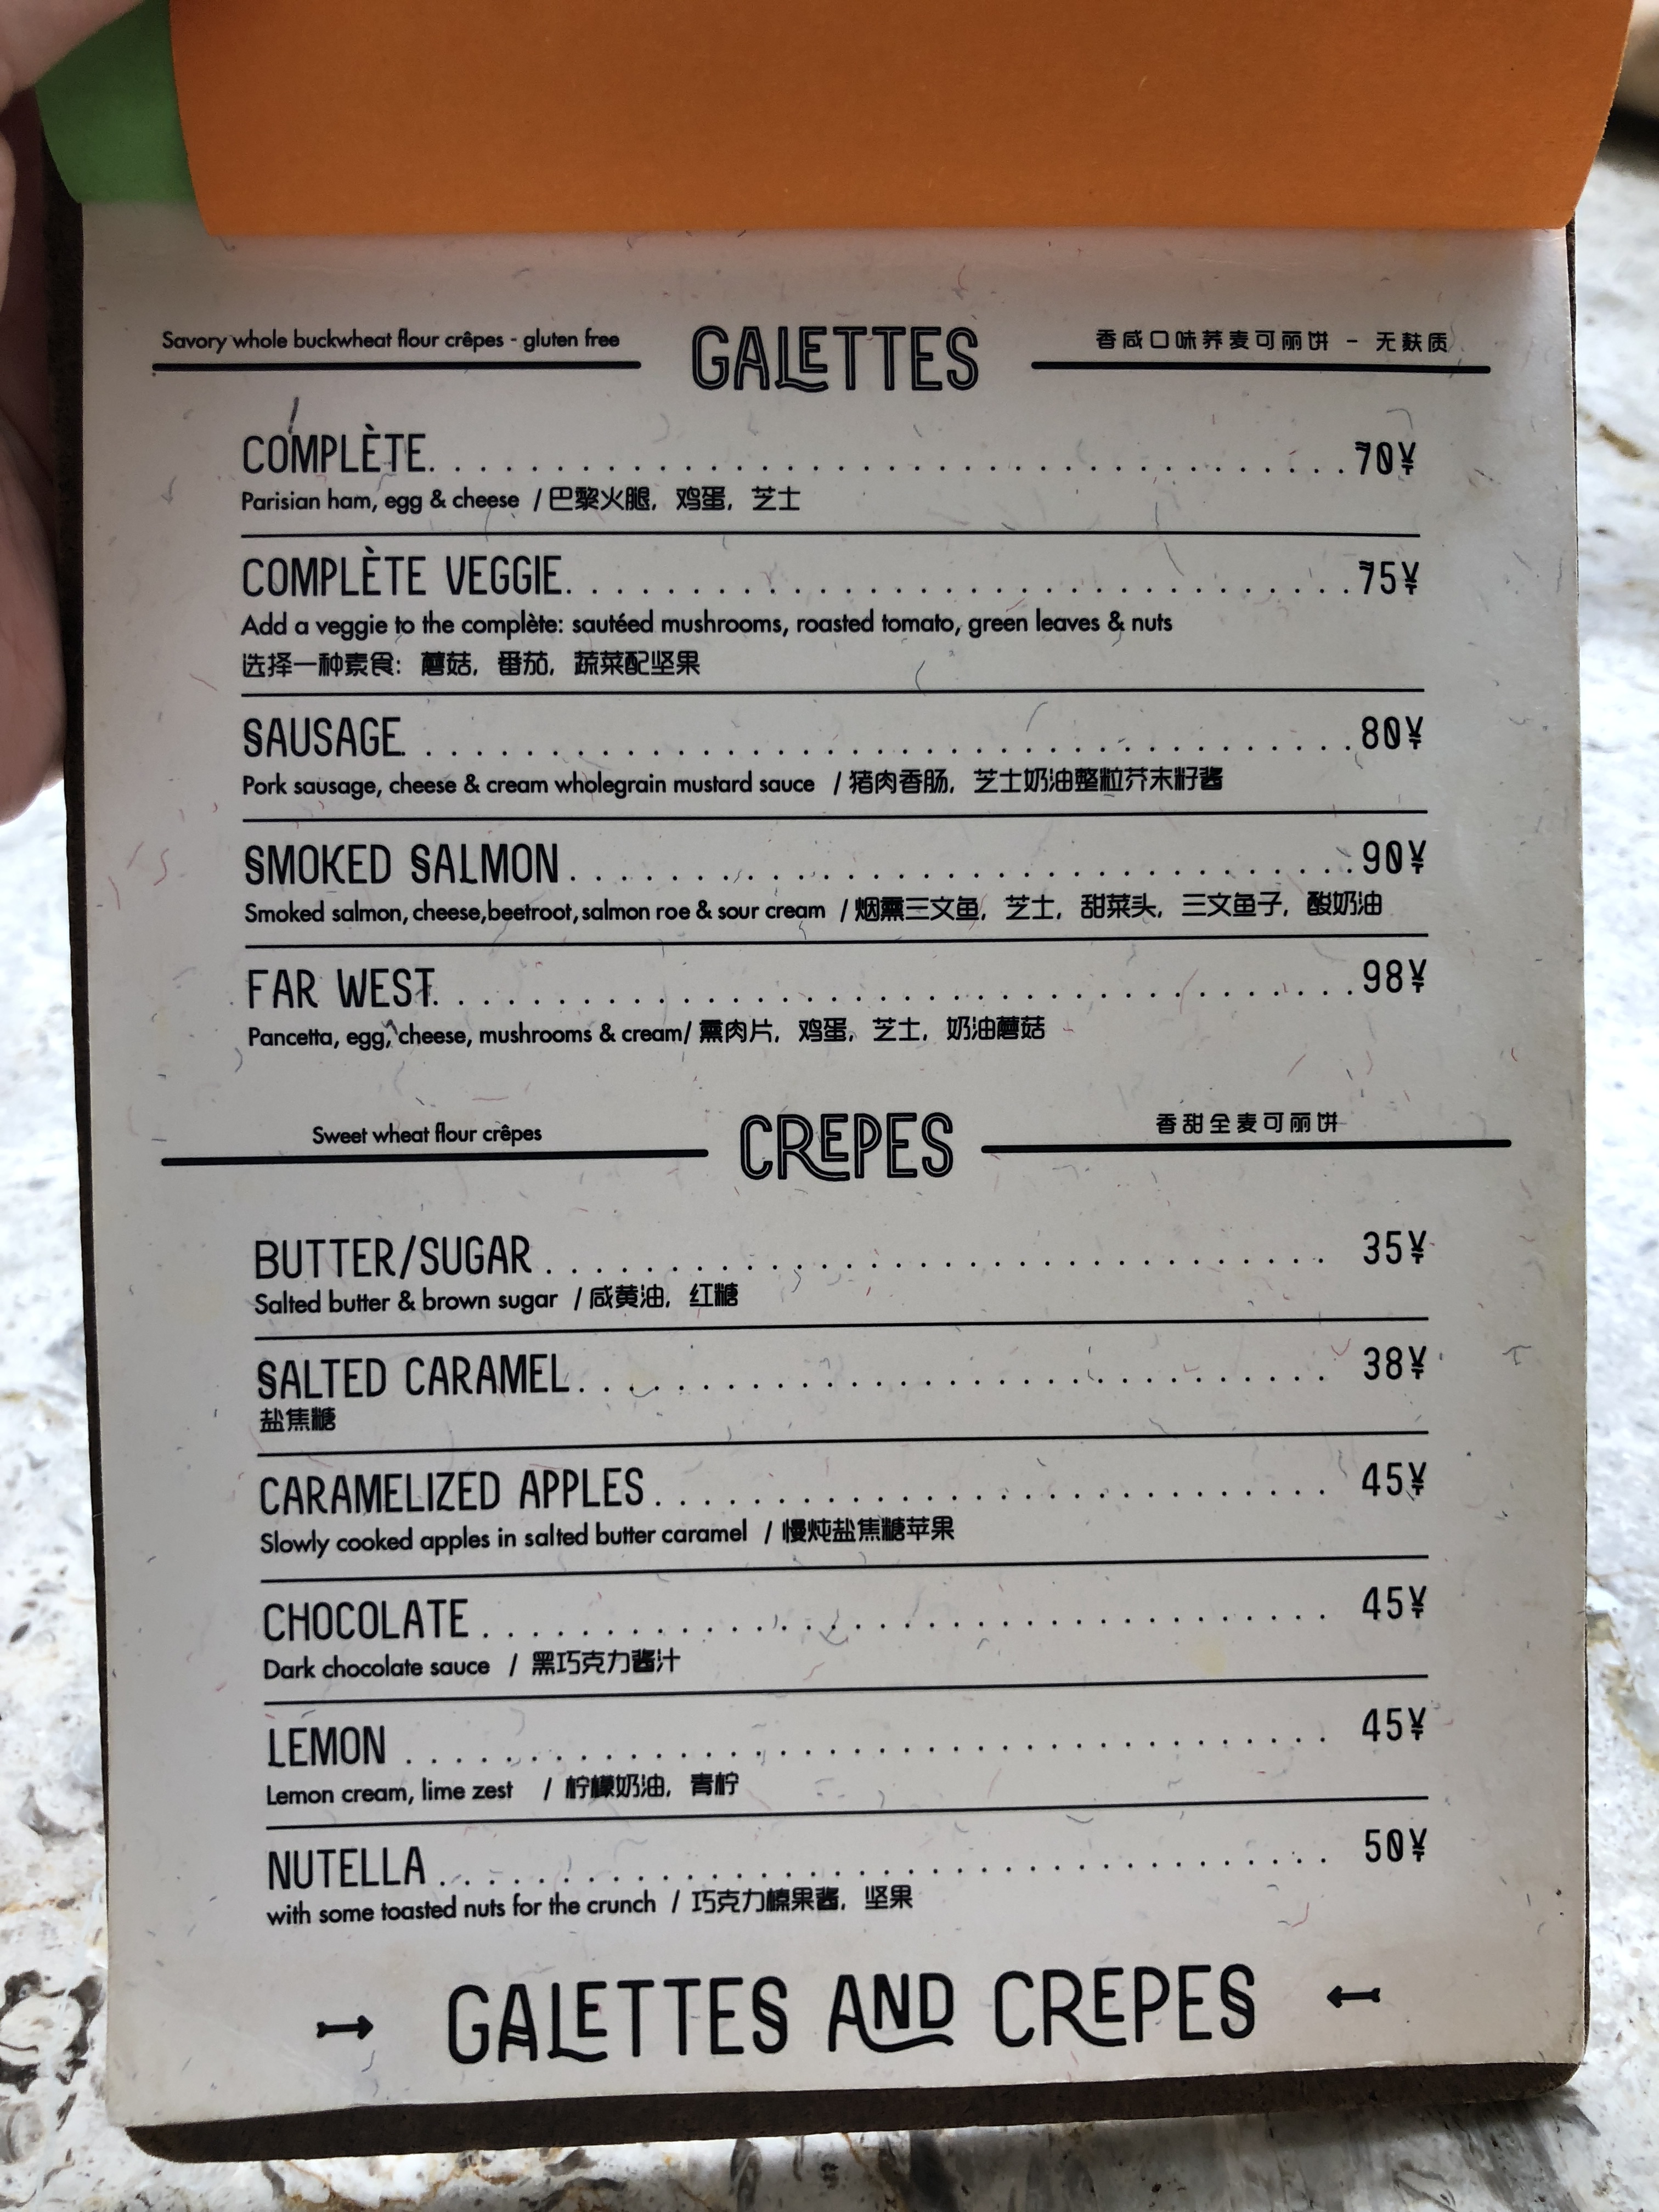 Savory whole buckwheat flour crêpes - gluten free GALETTES 香咸口味荞麦可丽饼 - 无麸质
COMPLÈTE. . . . . . . . . . . . . . . . . . . . . . . . . . . . . . . . . . . . 70¥
Parisian ham, egg & cheese / 巴黎火腿, 鸡蛋, 芝士
COMPLÈTE VEGGIE. . . . . . . . . . . . . . . . . . . . . . . . . . . . . . . 75¥
Add a veggie to the complète: sautéed mushrooms, roasted tomato, green leaves & nuts
选择一种素食: 蘑菇, 番茄, 蔬菜配坚果
SAUSAGE. . . . . . . . . . . . . . . . . . . . . . . . . . . . . . . . . . . . . 80¥
Pork sausage, cheese & cream wholegrain mustard sauce / 猪肉香肠, 芝士奶油整粒芥末籽酱
SMOKED SALMON . . . . . . . . . . . . . . . . . . . . . . . . . . . . . . . 90¥
Smoked salmon, cheese,beetroot, salmon roe & sour cream / 烟熏三文鱼, 芝士, 甜菜头, 三文鱼子, 酸奶油
FAR WEST. . . . . . . . . . . . . . . . . . . . . . . . . . . . . . . . . . . . 98¥
Pancetta, egg, cheese, mushrooms & cream/ 熏肉片, 鸡蛋, 芝士, 奶油蘑菇
Sweet wheat flour crêpes CREPES 香甜全麦可丽饼
BUTTER/SUGAR . . . . . . . . . . . . . . . . . . . . . . . . . . . . . . . 35¥
Salted butter & brown sugar / 咸黄油, 红糖
SALTED CARAMEL. . . . . . . . . . . . . . . . . . . . . . . . . . . . . . 38¥
盐焦糖
CARAMELIZED APPLES . . . . . . . . . . . . . . . . . . . . . . . . . . . 45¥
Slowly cooked apples in salted butter caramel / 慢炖盐焦糖苹果
CHOCOLATE . . . . . . . . . . . . . . . . . . . . . . . . . . . . . . . . . . 45¥
Dark chocolate sauce / 黑巧克力酱汁
LEMON . . . . . . . . . . . . . . . . . . . . . . . . . . . . . . . . . . . . . 45¥
Lemon cream, lime zest / 柠檬奶油, 青柠
NUTELLA . . . . . . . . . . . . . . . . . . . . . . . . . . . . . . . . . . . . 50¥
with some toasted nuts for the crunch / 巧克力榛果酱, 坚果
GALETTES AND CREPES